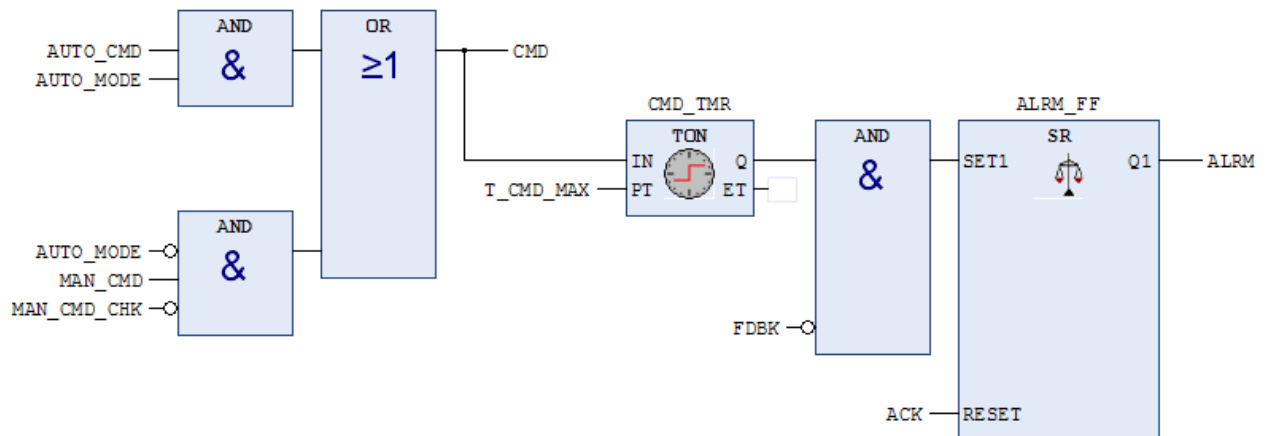 AND
OR
AUTO_CMD
&
≥1
CMD
AUTO_MODE
CMD_TMR
ALRM_FF
TON
AND
SR
IN
Q
&
SET1
Q1
ALRM
T_CMD_MAX
PT
ET
AND
AUTO_MODE
&
MAN_CMD
MAN_CMD_CHK
FDBK
ACK
RESET